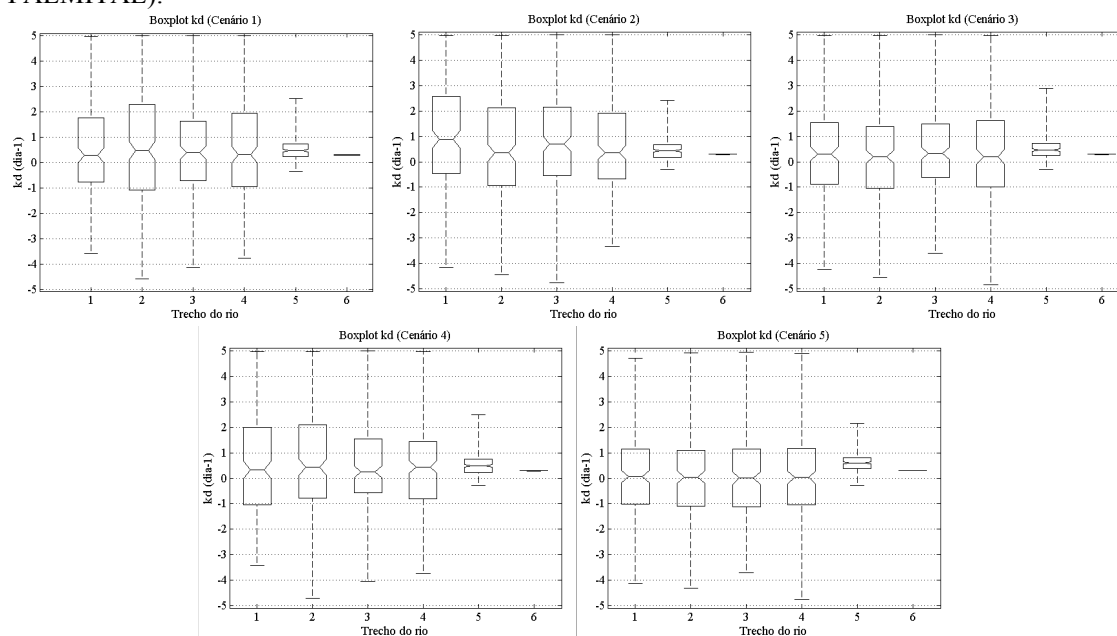 PALMITAL).
Boxplot kd (Cenário 1)
5
4
3
2
1
0
-1
-2
-3
-4
-5
kd (dia-1)
1 2 3 4 5 6
Trecho do rio
Boxplot kd (Cenário 2)
5
4
3
2
1
0
-1
-2
-3
-4
-5
kd (dia-1)
1 2 3 4 5 6
Trecho do rio
Boxplot kd (Cenário 3)
5
4
3
2
1
0
-1
-2
-3
-4
-5
kd (dia-1)
1 2 3 4 5 6
Trecho do rio
Boxplot kd (Cenário 4)
5
4
3
2
1
0
-1
-2
-3
-4
-5
kd (dia-1)
1 2 3 4 5 6
Trecho do rio
Boxplot kd (Cenário 5)
5
4
3
2
1
0
-1
-2
-3
-4
-5
kd (dia-1)
1 2 3 4 5 6
Trecho do rio